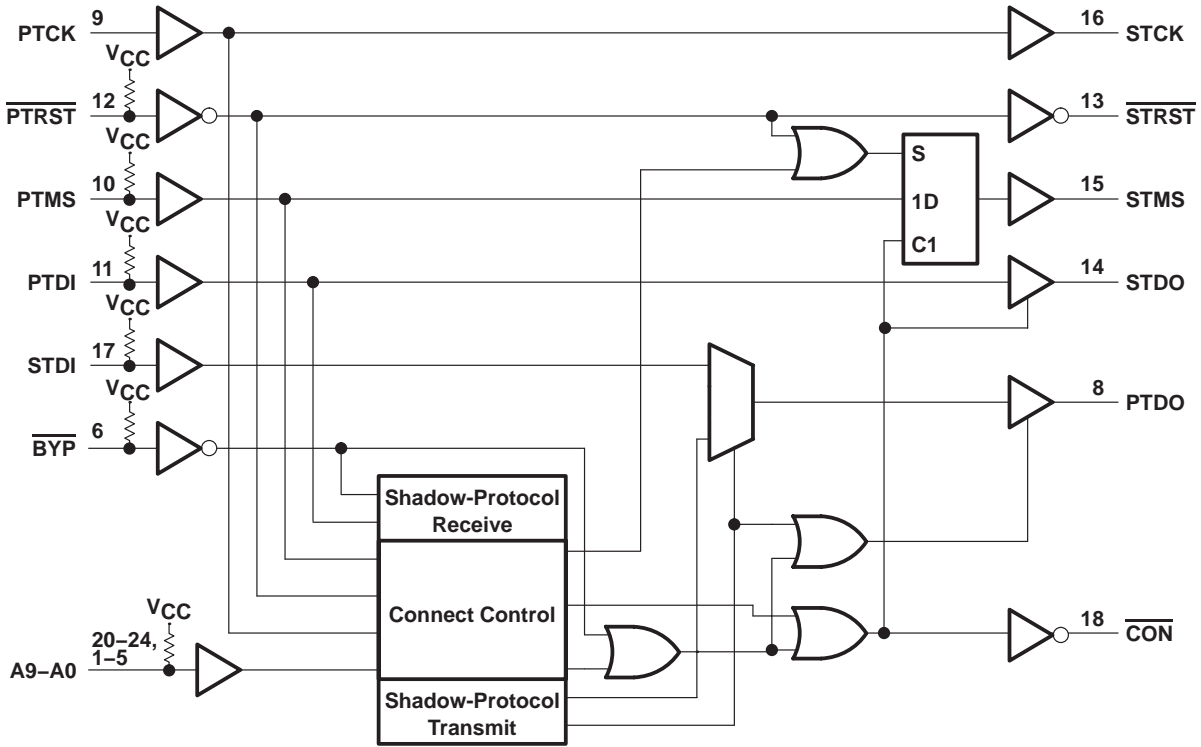 PTCK 9 16 STCK
VCC
PTRST 12 13 STRST
VCC
S
PTMS 10 1D 15 STMS
VCC
C1
PTDI 11 14 STDO
VCC
STDI 17
VCC
8 PTDO
BYP 6
Shadow-Protocol
Receive
Connect Control
VCC
20–24,
1–5
A9–A0
18 CON
Shadow-Protocol
Transmit